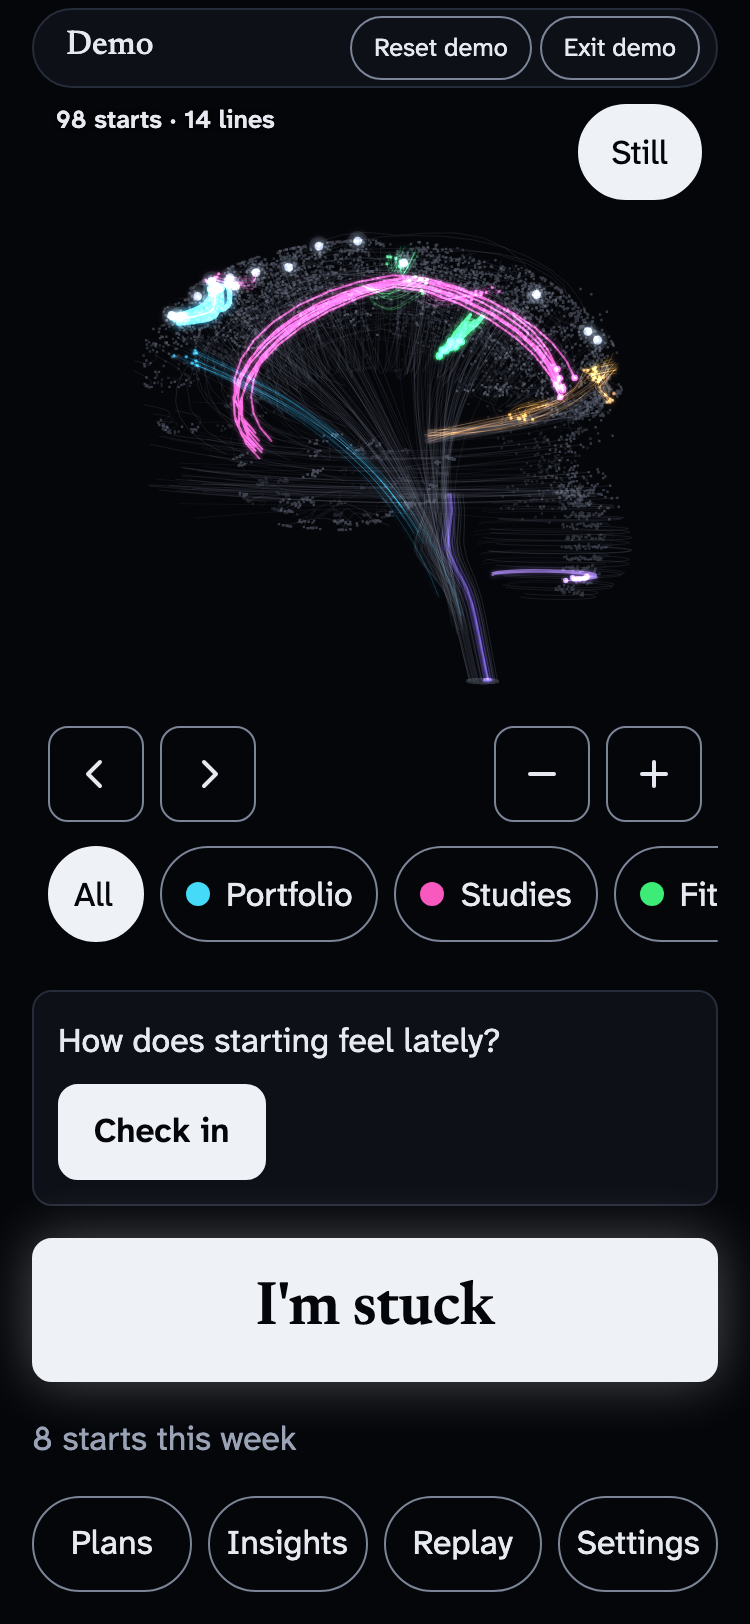 Demo
Reset demo
Exit demo
98 starts · 14 lines
Still
All
Portfolio
Studies
Fit
How does starting feel lately?
Check in
I'm stuck
8 starts this week
Plans
Insights
Replay
Settings